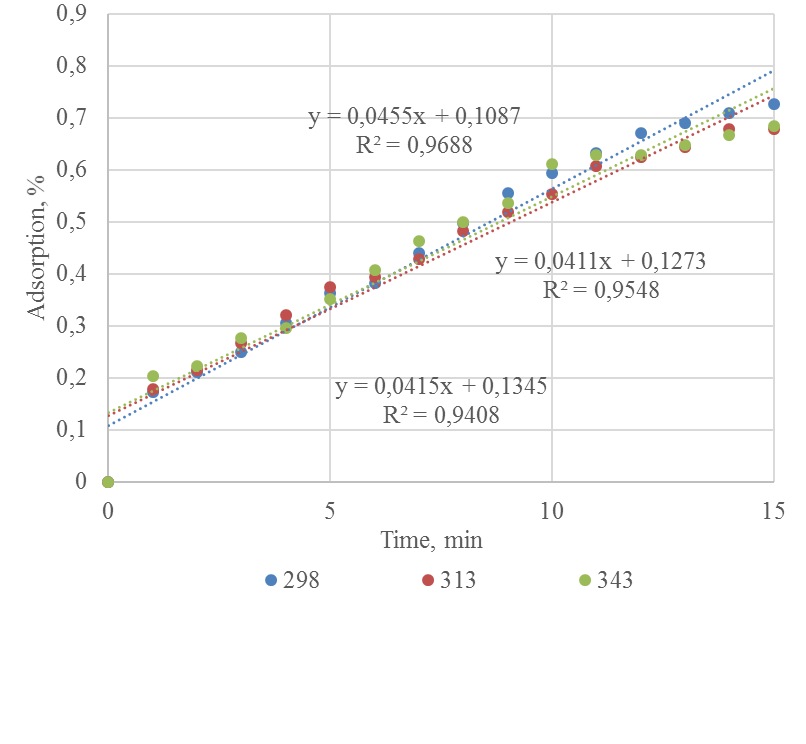 0,9
0,8
0,7
0,6
0,5
0,4
0,3
0,2
0,1
0
Adsorption, %
y = 0,0455x + 0,1087
R² = 0,9688
y = 0,0411x + 0,1273
R² = 0,9548
y = 0,0415x + 0,1345
R² = 0,9408
0 5 10 15
Time, min
298 313 343